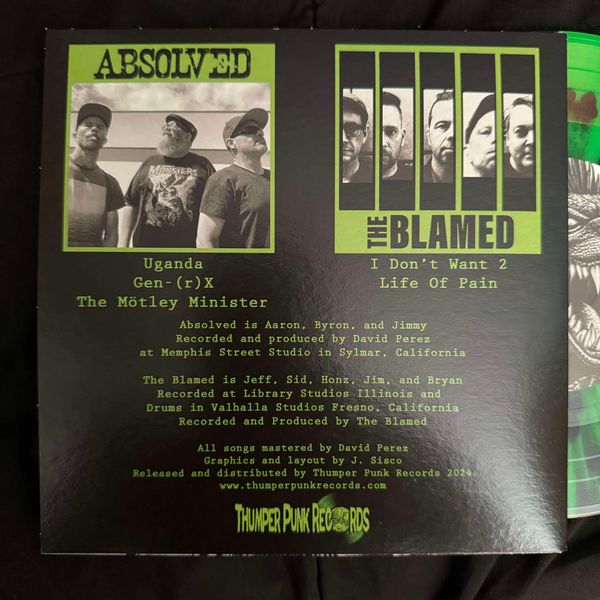 ABSOLVED
MONSTERS
Uganda
Gen-(r)X
The Mötley Minister
THE BLAMED
I Don't Want 2
Life Of Pain
Absolved is Aaron, Byron, and Jimmy
Recorded and produced by David Perez
at Memphis Street Studio in Sylmar, California
The Blamed is Jeff, Sid, Honz, Jim, and Bryan
Recorded at Library Studios Illinois and
Drums in Valhalla Studios Fresno, California
Recorded and Produced by The Blamed
All songs mastered by David Perez
Graphics and layout by J. Sisco
Released and distributed by Thumper Punk Records 2024.
www.thumperpunkrecords.com
THUMPER PUNK RECORDS